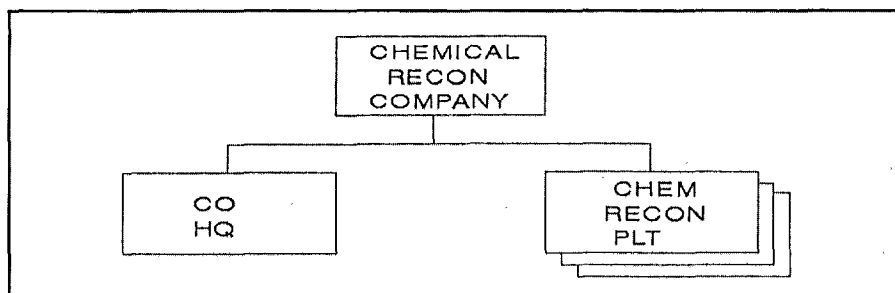 CHEMICAL
RECON
COMPANY
CO
HQ
CHEM
RECON
PLT